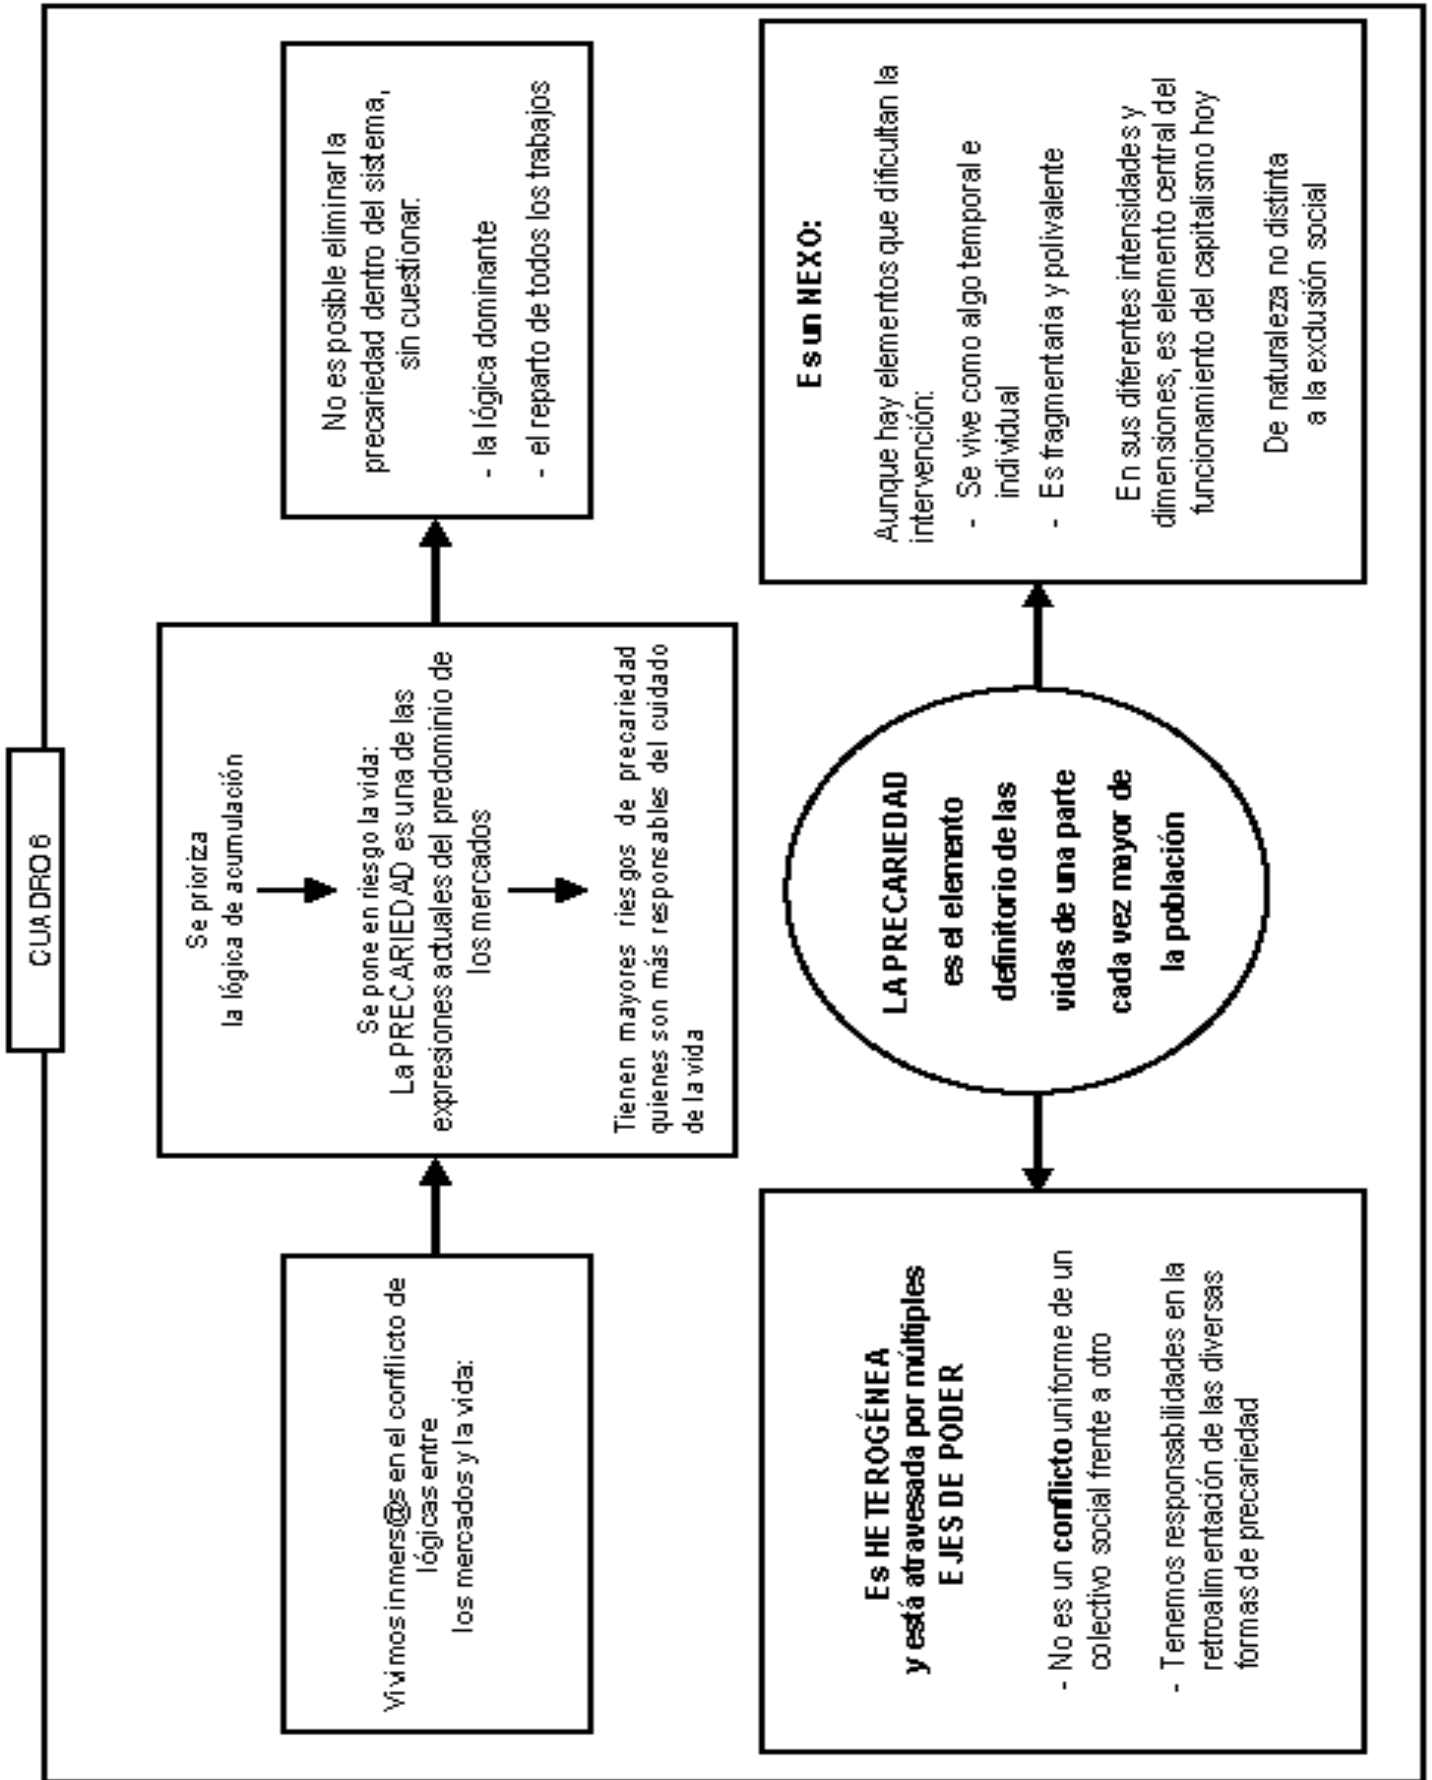 CUADRO 6
Vivimos inmers@s en el conflicto de
lógicas entre
los mercados y la vida:
Se prioriza
la lógica de acumulación
Se pone en riesgo la vida:
La PRECARIEDAD es una de las
expresiones actuales del predominio de
los mercados
Tienen mayores riesgos de precariedad
quienes son más responsables del cuidado
de la vida
No es posible eliminar la
precariedad dentro del sistema,
sin cuestionar:
- la lógica dominante
- el reparto de todos los trabajos
Es HETEROGÉNEA
y está atravesada por múltiples
EJES DE PODER
- No es un conflicto uniforme de un
colectivo social frente a otro
- Tenemos responsabilidades en la
retroalimentación de las diversas
formas de precariedad
LA PRECARIEDAD
es el elemento
definitorio de las
vidas de una parte
cada vez mayor de
la población
Es un NEXO:
Aunque hay elementos que dificultan la
intervención:
- Se vive como algo temporal e
individual
- Es fragmentaria y polivalente
En sus diferentes intensidades y
dimensiones, es elemento central del
funcionamiento del capitalismo hoy
De naturaleza no distinta
a la exclusión social